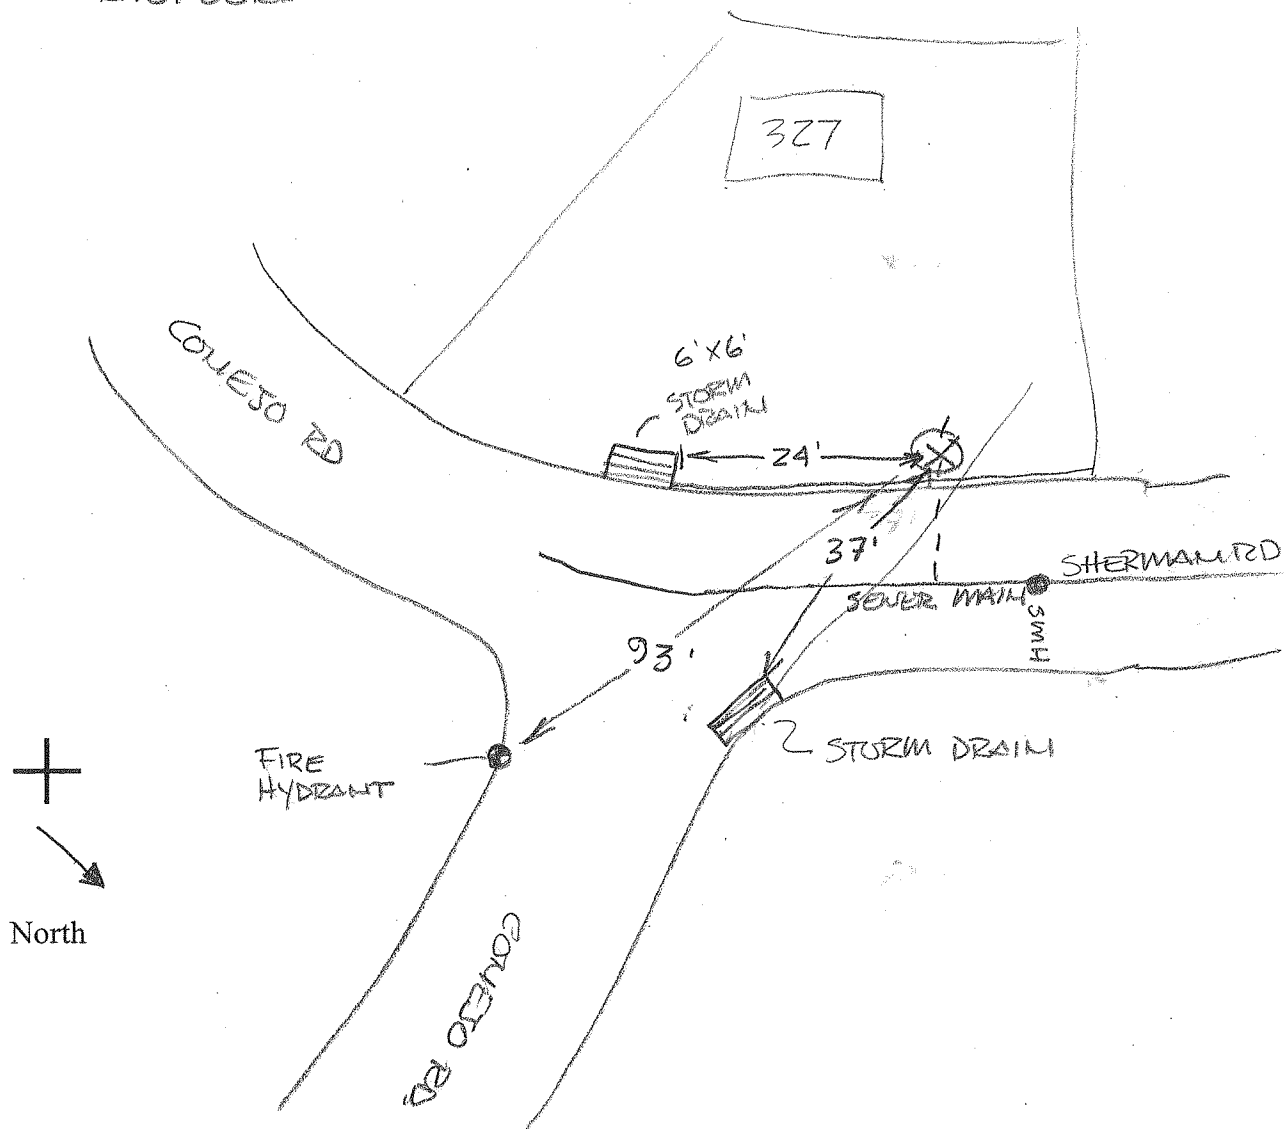 327
CONEJO RD
6'X6'
STORM
DRAIN
24'
37'
SHERMAN RD
SEWER MAIN
SMH
93'
STORM DRAIN
FIRE
HYDRANT
North
CONEJO RD